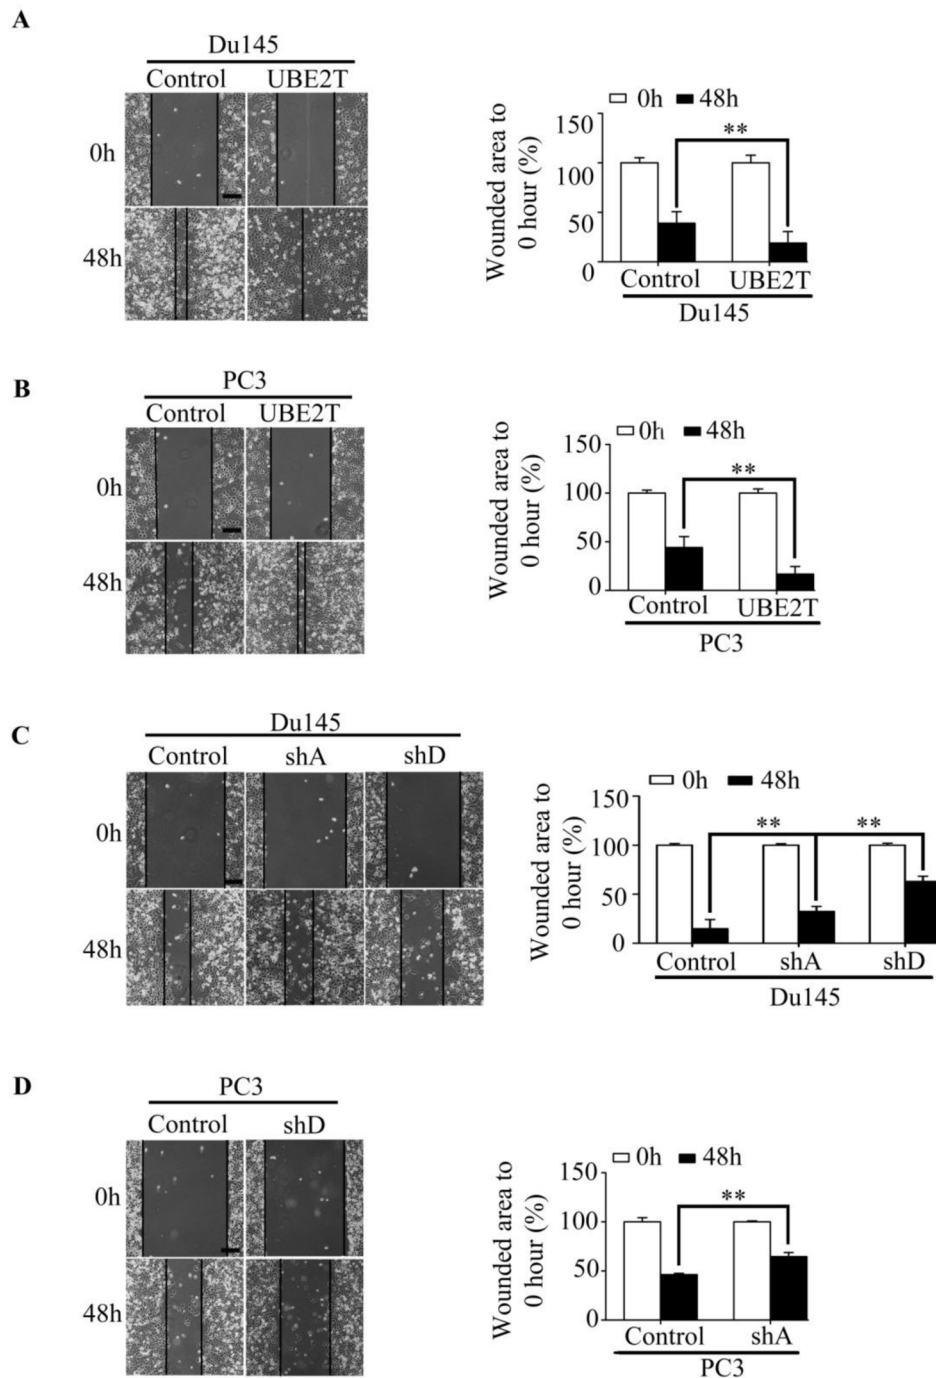 A
Du145
Control UBE2T
0h
48h
0h 48h
Wounded area to
0 hour (%)
150
100
50
0
**
Control UBE2T
Du145
B
PC3
Control UBE2T
0h
48h
0h 48h
Wounded area to
0 hour (%)
150
100
50
0
**
Control UBE2T
PC3
C
Du145
Control shA shD
0h
48h
0h 48h
Wounded area to
0 hour (%)
150
100
50
0
** **
Control shA shD
Du145
D
PC3
Control shD
0h
48h
0h 48h
Wounded area to
0 hour (%)
150
100
50
0
**
Control shA
PC3